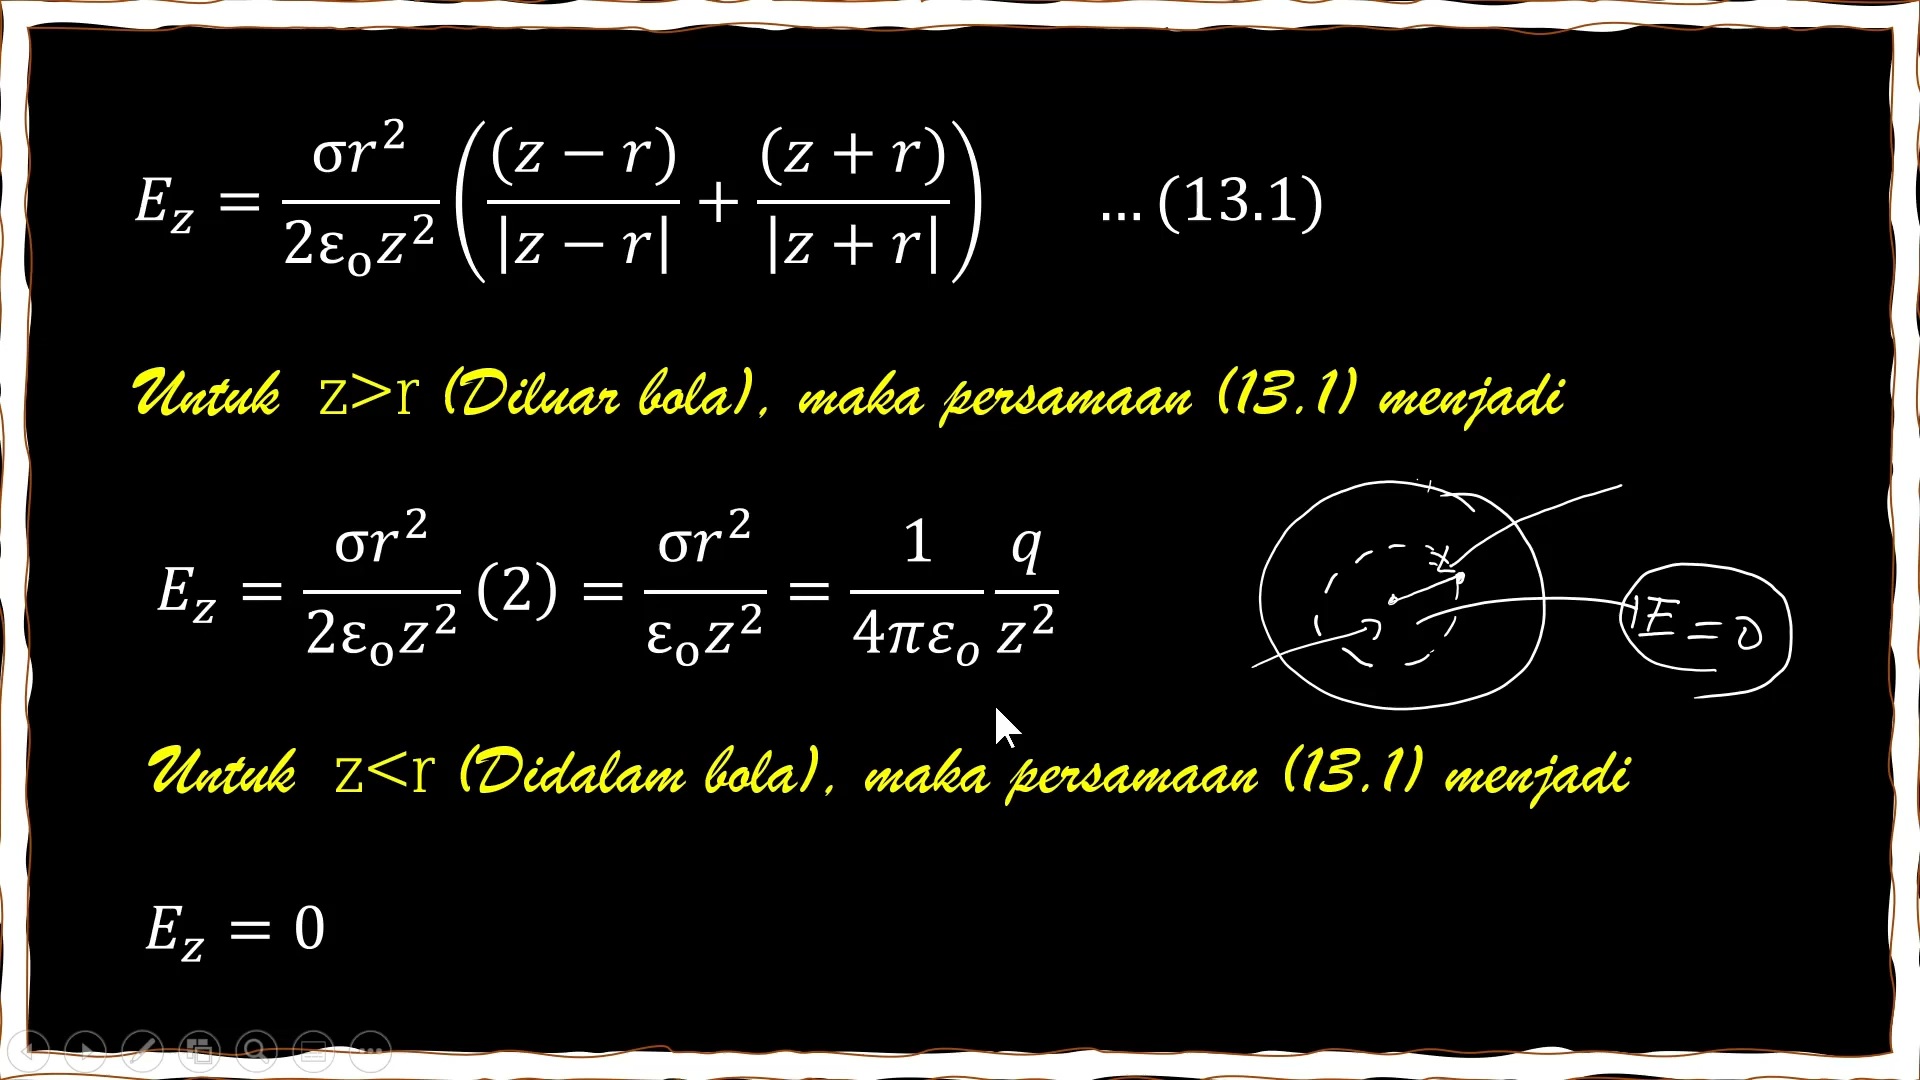 E_z = σr²/2ε₀z² ((z − r)/|z − r| + (z + r)/|z + r|) ... (13.1)
Untuk z>r (Diluar bola), maka persamaan (13.1) menjadi
E_z = σr²/2ε₀z² (2) = σr²/ε₀z² = 1/4πεₒ q/z²
E = 0
Untuk z<r (Didalam bola), maka persamaan (13.1) menjadi
E_z = 0